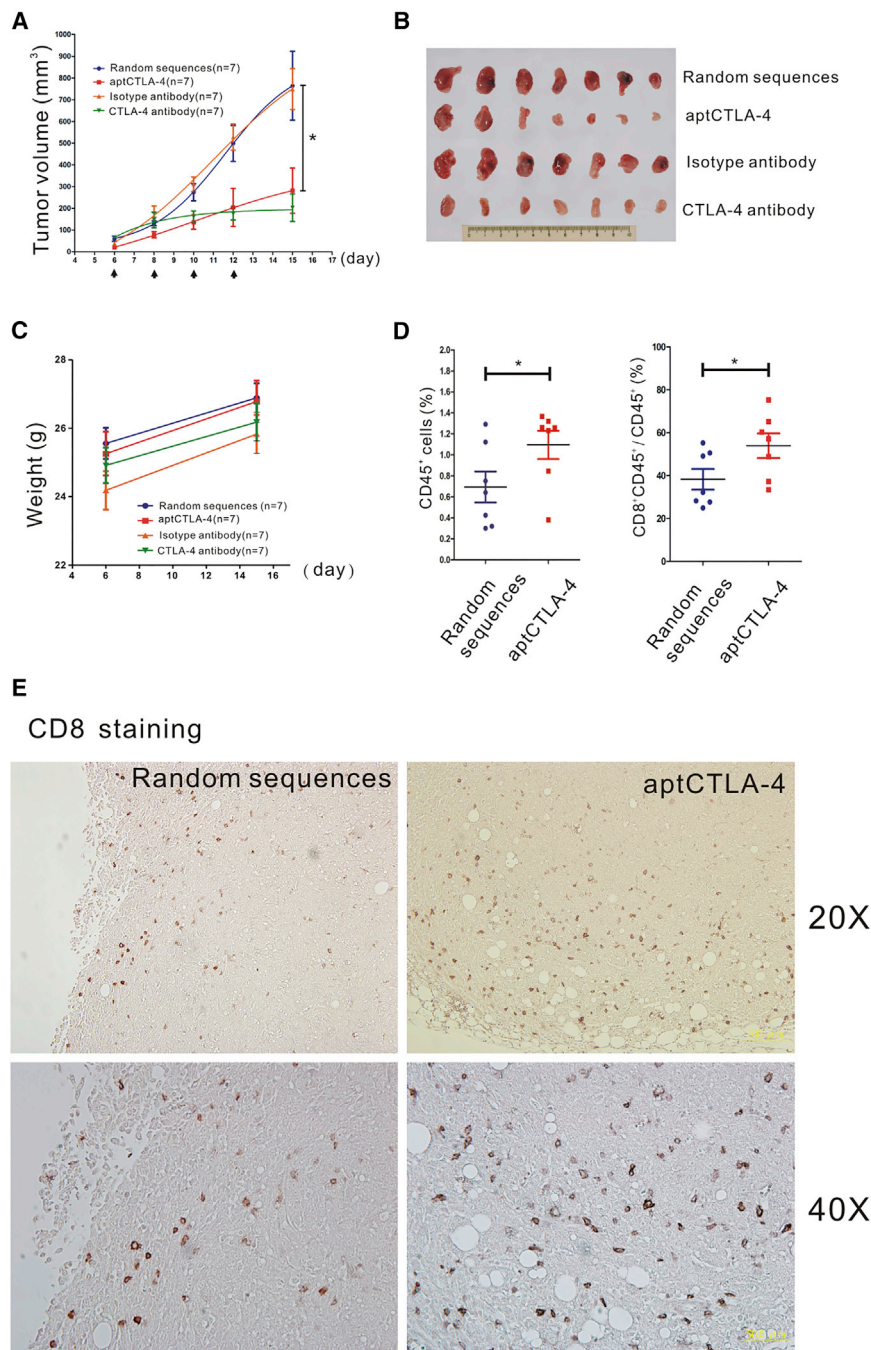 A
Tumor volume (mm³)
1000
900
800
700
600
500
400
300
200
100
0
Random sequences(n=7)
aptCTLA-4(n=7)
Isotype antibody(n=7)
CTLA-4 antibody(n=7)
*
4 5 6 7 8 9 10 11 12 13 14 15 16 17 (day)
B
Random sequences
aptCTLA-4
Isotype antibody
CTLA-4 antibody
C
Weight (g)
28
26
24
22
Random sequences (n=7)
aptCTLA-4(n=7)
Isotype antibody(n=7)
CTLA-4 antibody(n=7)
4 6 8 10 12 14 16 (day)
D
CD45⁺ cells (%)
2.0
1.8
1.6
1.4
1.2
1.0
0.8
0.6
0.4
0.2
0.0
*
Random sequences
aptCTLA-4
CD8⁺CD45⁺ / CD45⁺ (%)
100
80
60
40
20
0
*
Random sequences
aptCTLA-4
E
CD8 staining
Random sequences
aptCTLA-4
20X
40X